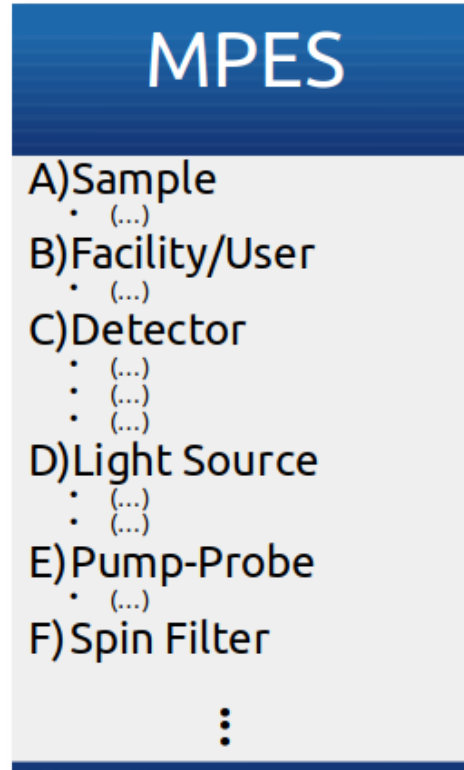 MPES
A)Sample
• (...)
B)Facility/User
• (...)
C)Detector
• (...)
• (...)
• (...)
D)Light Source
• (...)
• (...)
E)Pump-Probe
• (...)
F)Spin Filter
⋮